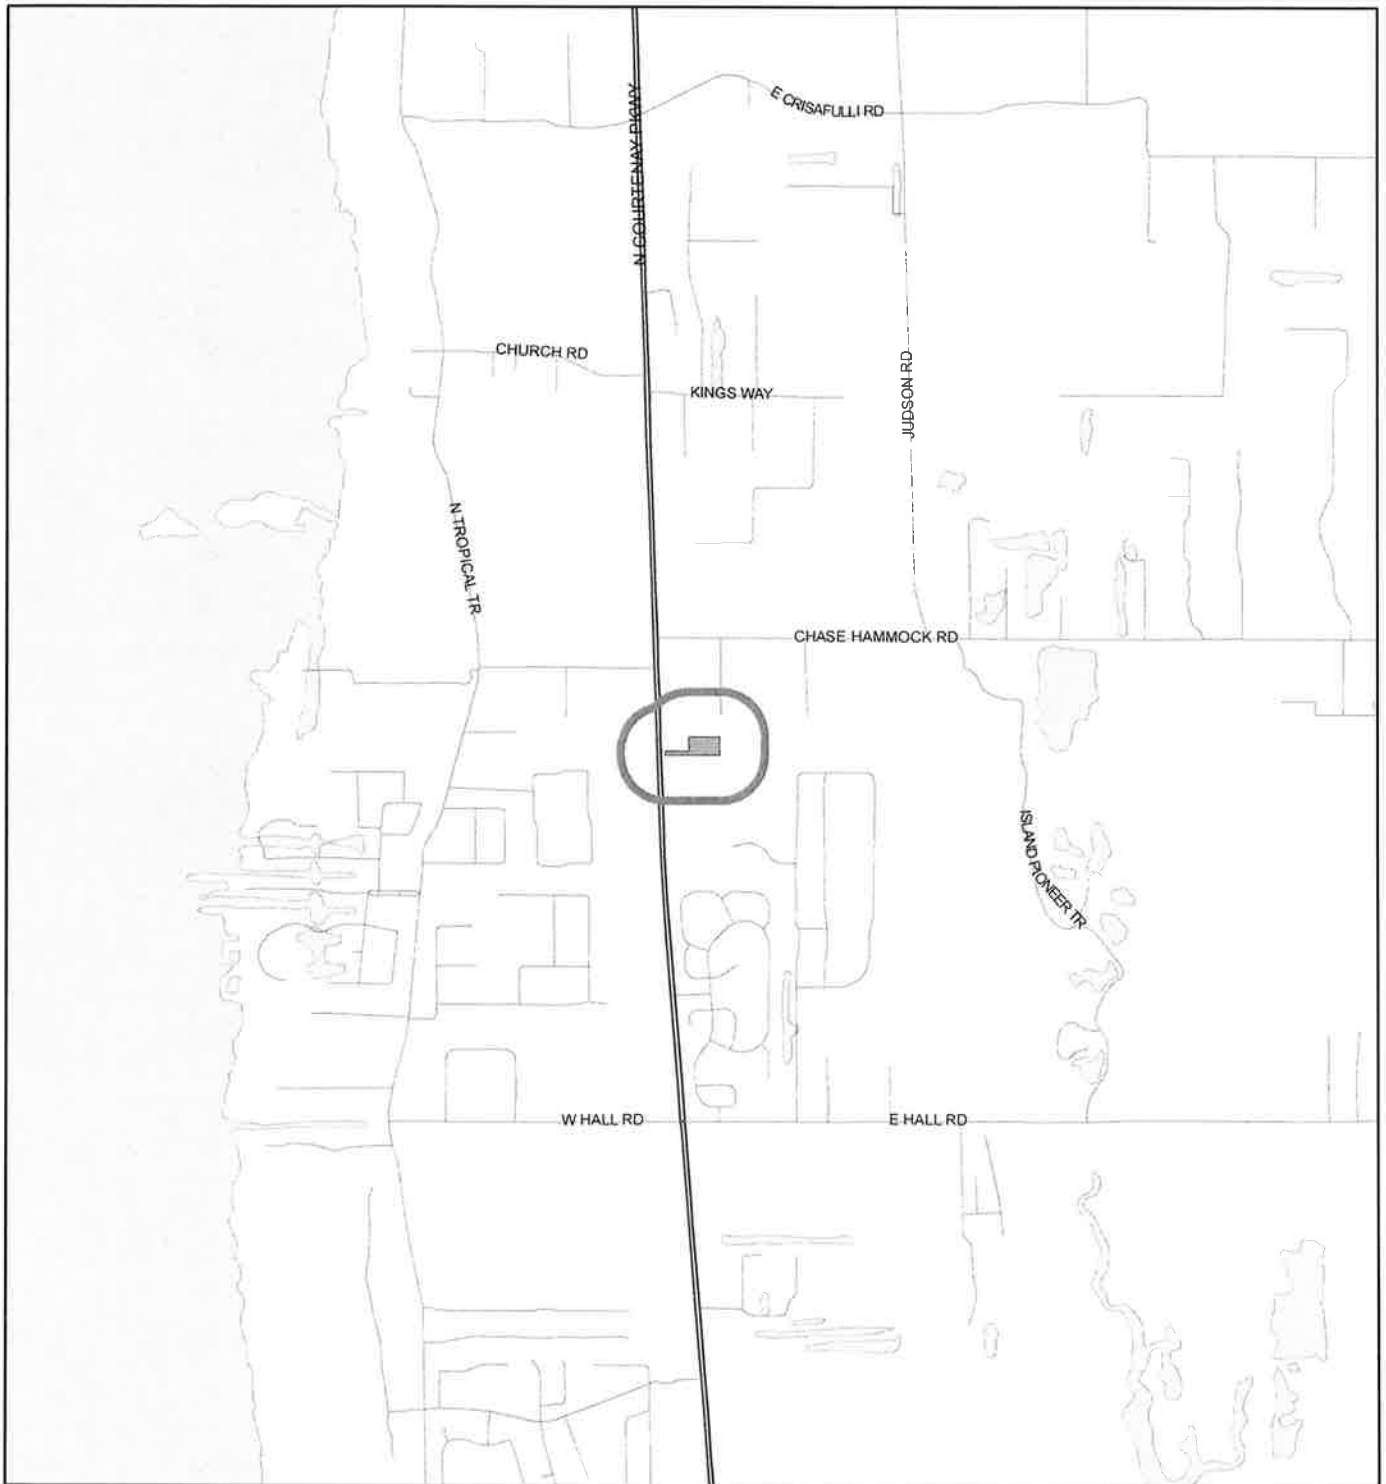 E CRISAFULLI RD
N COURTENAY PKWY
CHURCH RD
KINGS WAY
JUDSON RD
N TROPICAL TR
CHASE HAMMOCK RD
ISLAND PIONEER TR
W HALL RD
E HALL RD